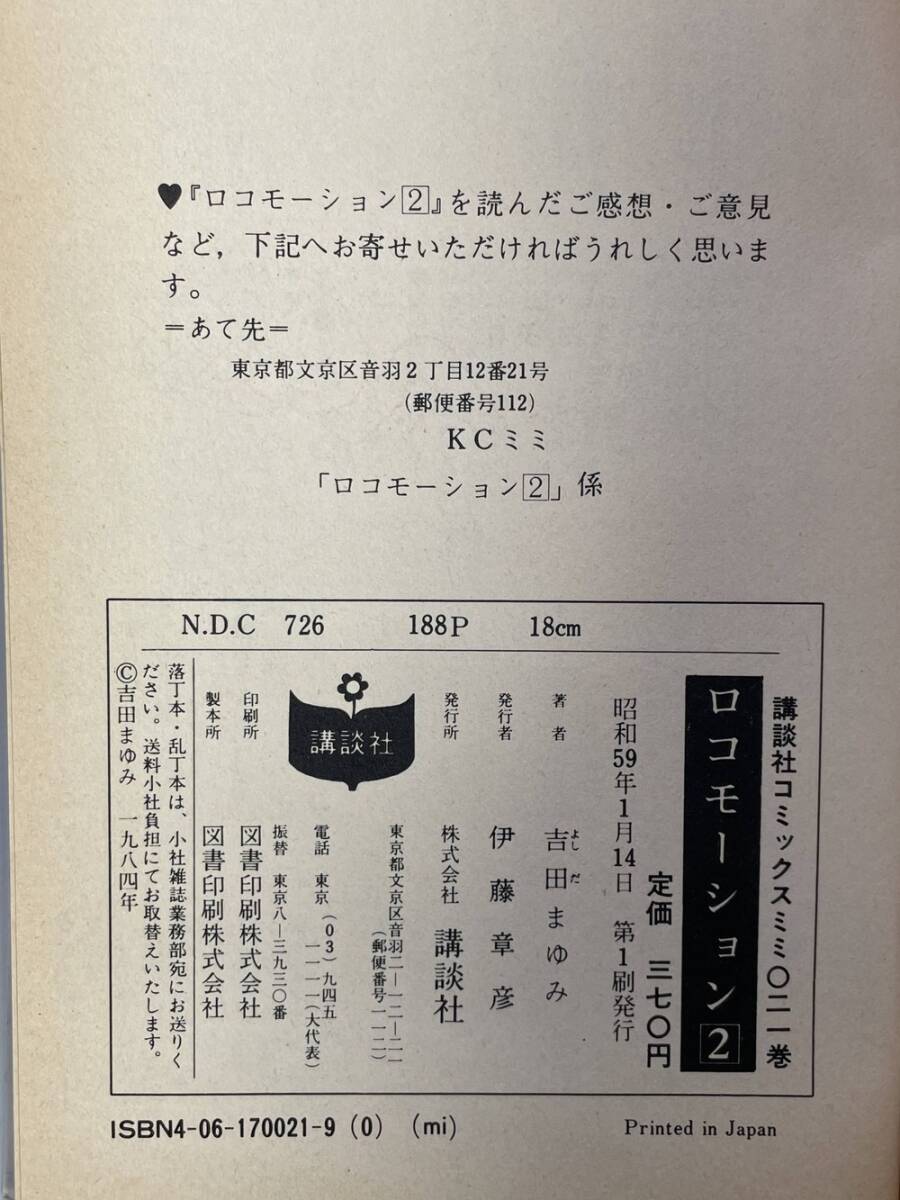 ♥『ロコモーション2』を読んだご感想・ご意見
など，下記へお寄せいただければうれしく思いま
す。
＝あて先＝
東京都文京区音羽2丁目12番21号
(郵便番号112)
KCミミ
「ロコモーション2」係
N.D.C 726 188P 18cm
講談社コミックスミミ〇二一巻
ロコモーション2
定価 三七〇円
昭和59年1月14日 第1刷発行
著者 吉田まゆみ
よしだ
発行者 伊藤章彦
発行所 株式会社 講談社
東京都文京区音羽二―一二―二一
(郵便番号一一二)
講談社
電話 東京(03)九四五
一一一一(大代表)
振替 東京八―三九三〇番
印刷所 図書印刷株式会社
製本所 図書印刷株式会社
落丁本・乱丁本は、小社雑誌業務部宛にお送りく
ださい。送料小社負担にてお取替えいたします。
©吉田まゆみ 一九八四年
ISBN4-06-170021-9 (0) (mi)
Printed in Japan